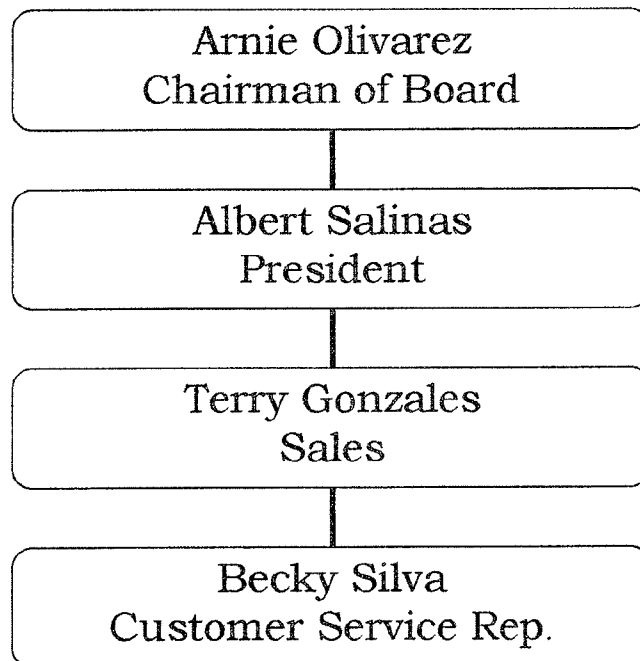 Arnie Olivarez
Chairman of Board
Albert Salinas
President
Terry Gonzales
Sales
Becky Silva
Customer Service Rep.